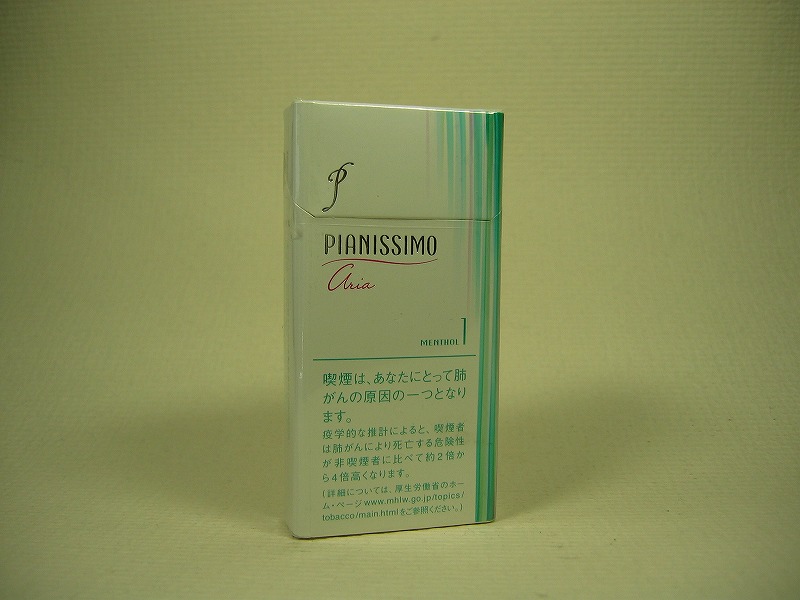 P
PIANISSIMO
Aria
MENTHOL 1
喫煙は、あなたにとって肺
がんの原因の一つとなり
ます。
疫学的な推計によると、喫煙者
は肺がんにより死亡する危険性
が非喫煙者に比べて約2倍か
ら4倍高くなります。
(詳細については、厚生労働省のホー
ム・ページwww.mhlw.go.jp/topics/
tobacco/main.htmlをご参照ください。)